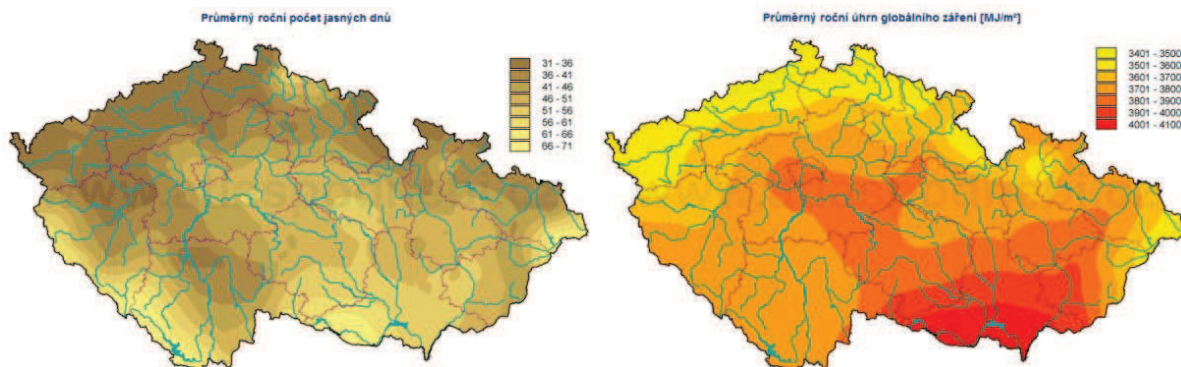 Průměrný roční počet jasných dnů
31 - 36
36 - 41
41 - 46
46 - 51
51 - 56
56 - 61
61 - 66
66 - 71
Průměrný roční úhrn globálního záření [MJ/m²]
3401 - 3500
3501 - 3600
3601 - 3700
3701 - 3800
3801 - 3900
3901 - 4000
4001 - 4100